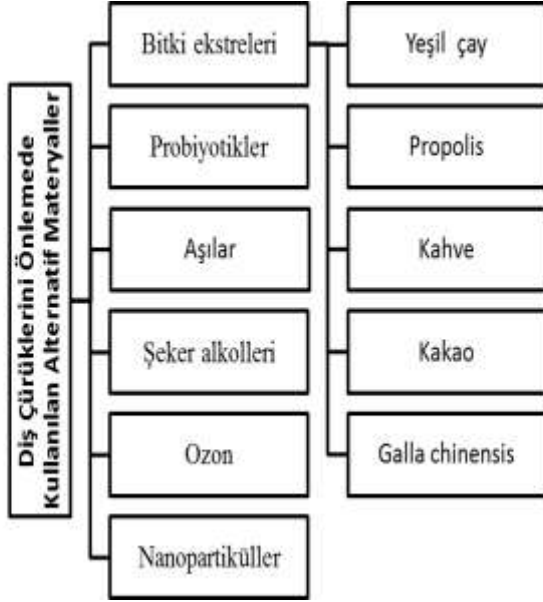 Diş Çürüklerini Önlemede
Kullanılan Alternatif Materyaller
Bitki ekstreleri
Probiyotikler
Aşılar
Şeker alkolleri
Ozon
Nanopartiküller
Yeşil çay
Propolis
Kahve
Kakao
Galla chinensis